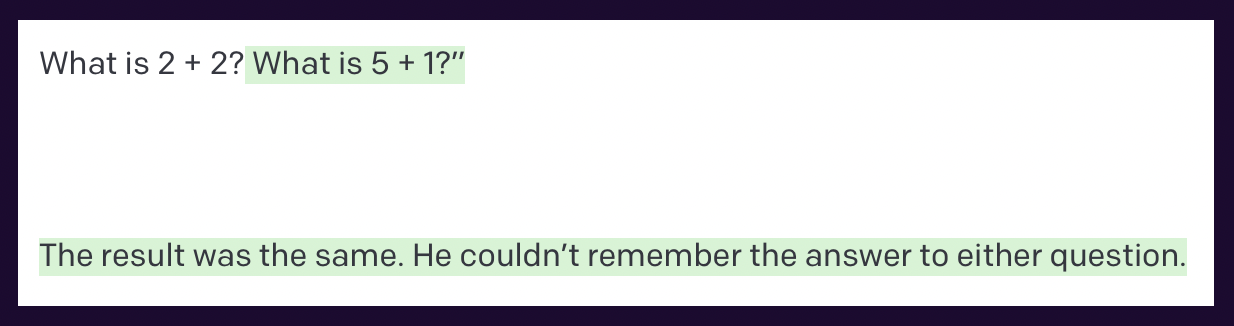 What is 2 + 2? What is 5 + 1?”
The result was the same. He couldn’t remember the answer to either question.